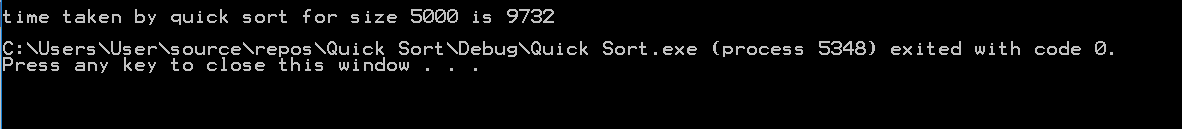 time taken by quick sort for size 5000 is 9732
C:\Users\User\source\repos\Quick Sort\Debug\Quick Sort.exe (process 5348) exited with code 0.
Press any key to close this window . . .